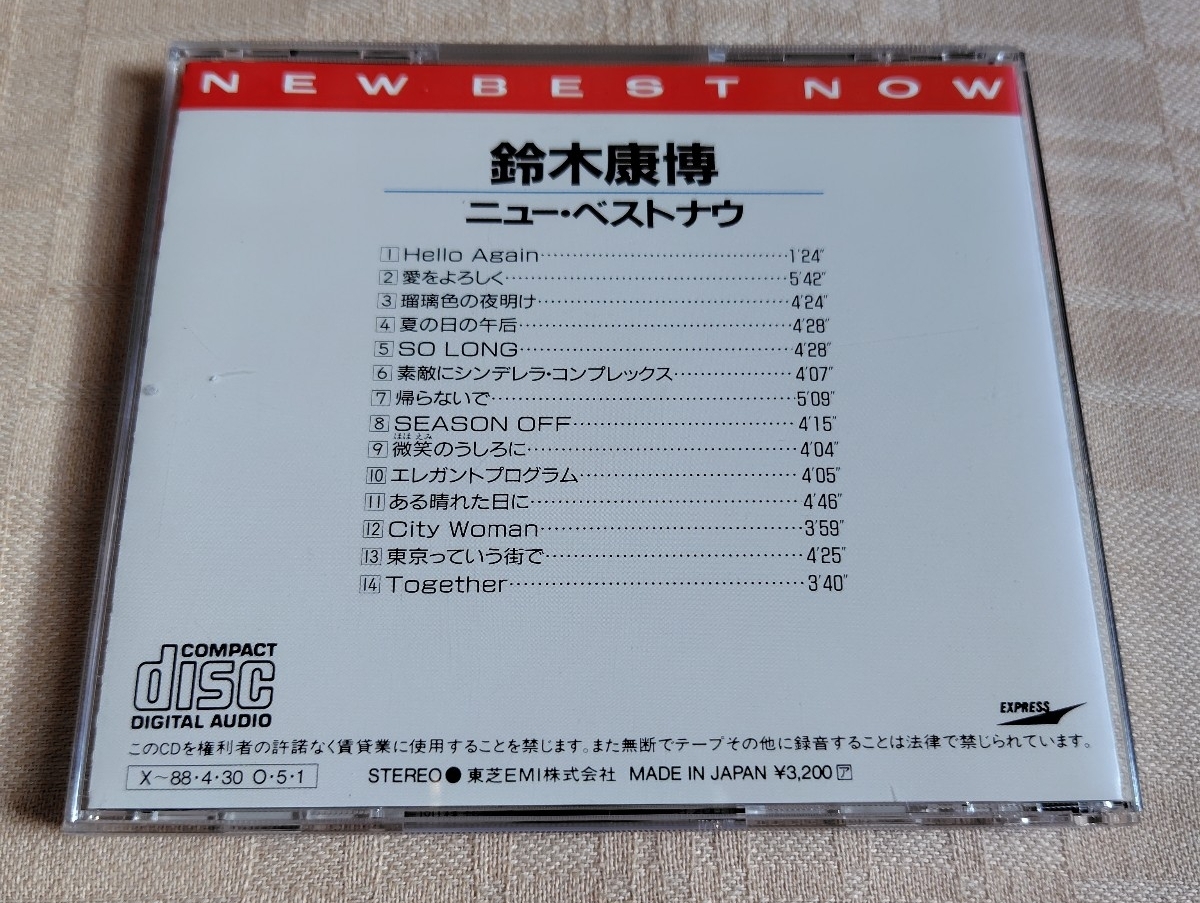 NEW BEST NOW
鈴木康博
ニュー・ベストナウ
1 Hello Again 1'24"
2 愛をよろしく 5'42"
3 瑠璃色の夜明け 4'24"
4 夏の日の午后 4'28"
5 SO LONG 4'28"
6 素敵にシンデレラ・コンプレックス 4'07"
7 帰らないで 5'09"
8 SEASON OFF 4'15"
ほほ えみ
9 微笑のうしろに 4'04"
10 エレガントプログラム 4'05"
11 ある晴れた日に 4'46"
12 City Woman 3'59"
13 東京っていう街で 4'25"
14 Together 3'40"
COMPACT
disc
DIGITAL AUDIO
EXPRESS
このCDを権利者の許諾なく賃貸業に使用することを禁じます。また無断でテープその他に録音することは法律で禁じられています。
X〜88・4・30 O・5・1
STEREO● 東芝EMI株式会社 MADE IN JAPAN ¥3,200 ア